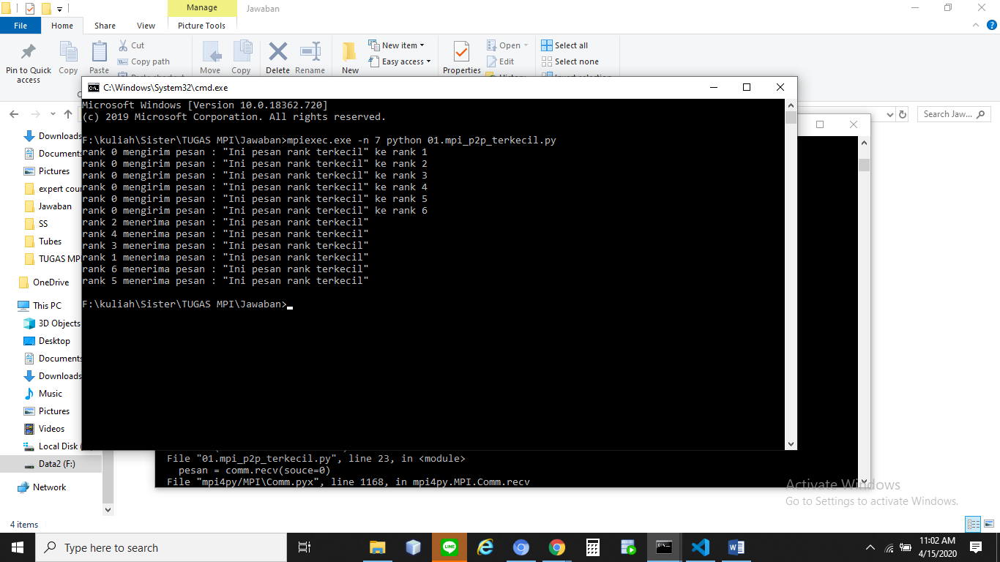 Manage
Jawaban
File
Home
Share
View
Picture Tools
Pin to Quick
access
Copy
Paste
Cut
Copy path
Paste shortcut
Move
Copy
Delete
Rename
New
New item
Easy access
Properties
Open
Edit
History
Select all
Select none
Invert selection
Search Jaw...
C:\Windows\System32\cmd.exe
Microsoft Windows [Version 10.0.18362.720]
(c) 2019 Microsoft Corporation. All rights reserved.
F:\kuliah\Sister\TUGAS MPI\Jawaban>mpiexec.exe -n 7 python 01.mpi_p2p_terkecil.py
rank 0 mengirim pesan : "Ini pesan rank terkecil" ke rank 1
rank 0 mengirim pesan : "Ini pesan rank terkecil" ke rank 2
rank 0 mengirim pesan : "Ini pesan rank terkecil" ke rank 3
rank 0 mengirim pesan : "Ini pesan rank terkecil" ke rank 4
rank 0 mengirim pesan : "Ini pesan rank terkecil" ke rank 5
rank 0 mengirim pesan : "Ini pesan rank terkecil" ke rank 6
rank 2 menerima pesan : "Ini pesan rank terkecil"
rank 4 menerima pesan : "Ini pesan rank terkecil"
rank 3 menerima pesan : "Ini pesan rank terkecil"
rank 1 menerima pesan : "Ini pesan rank terkecil"
rank 6 menerima pesan : "Ini pesan rank terkecil"
rank 5 menerima pesan : "Ini pesan rank terkecil"
F:\kuliah\Sister\TUGAS MPI\Jawaban>
File "01.mpi_p2p_terkecil.py", line 23, in <module>
pesan = comm.recv(souce=0)
File "mpi4py/MPI\Comm.pyx", line 1168, in mpi4py.MPI.Comm.recv
Downloads
Documents
Pictures
expert cou
Jawaban
SS
Tubes
TUGAS MP
OneDrive
This PC
3D Objects
Desktop
Documents
Downloads
Music
Pictures
Videos
Local Disk (
Data2 (F:)
Network
4 items
Activate Windows
Go to Settings to activate Windows.
Type here to search
LINE
11:02 AM
4/15/2020